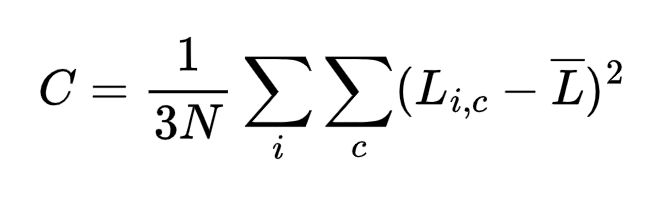 C = \frac{1}{3N} \sum_{i} \sum_{c} (L_{i,c} - \overline{L})^2